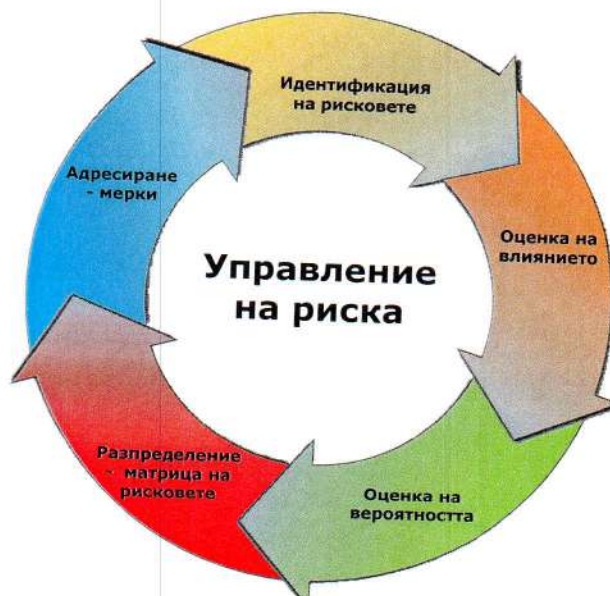 Идентификация
на рисковете
Оценка на
влиянието
Оценка на
вероятността
Разпределение
- матрица на
рисковете
Адресиране
- мерки
Управление
на риска